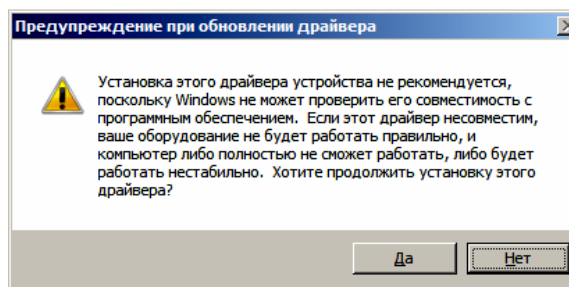 Предупреждение при обновлении драйвера
Установка этого драйвера устройства не рекомендуется,
поскольку Windows не может проверить его совместимость с
программным обеспечением. Если этот драйвер несовместим,
ваше оборудование не будет работать правильно, и
компьютер либо полностью не сможет работать, либо будет
работать нестабильно. Хотите продолжить установку этого
драйвера?
Да
Нет